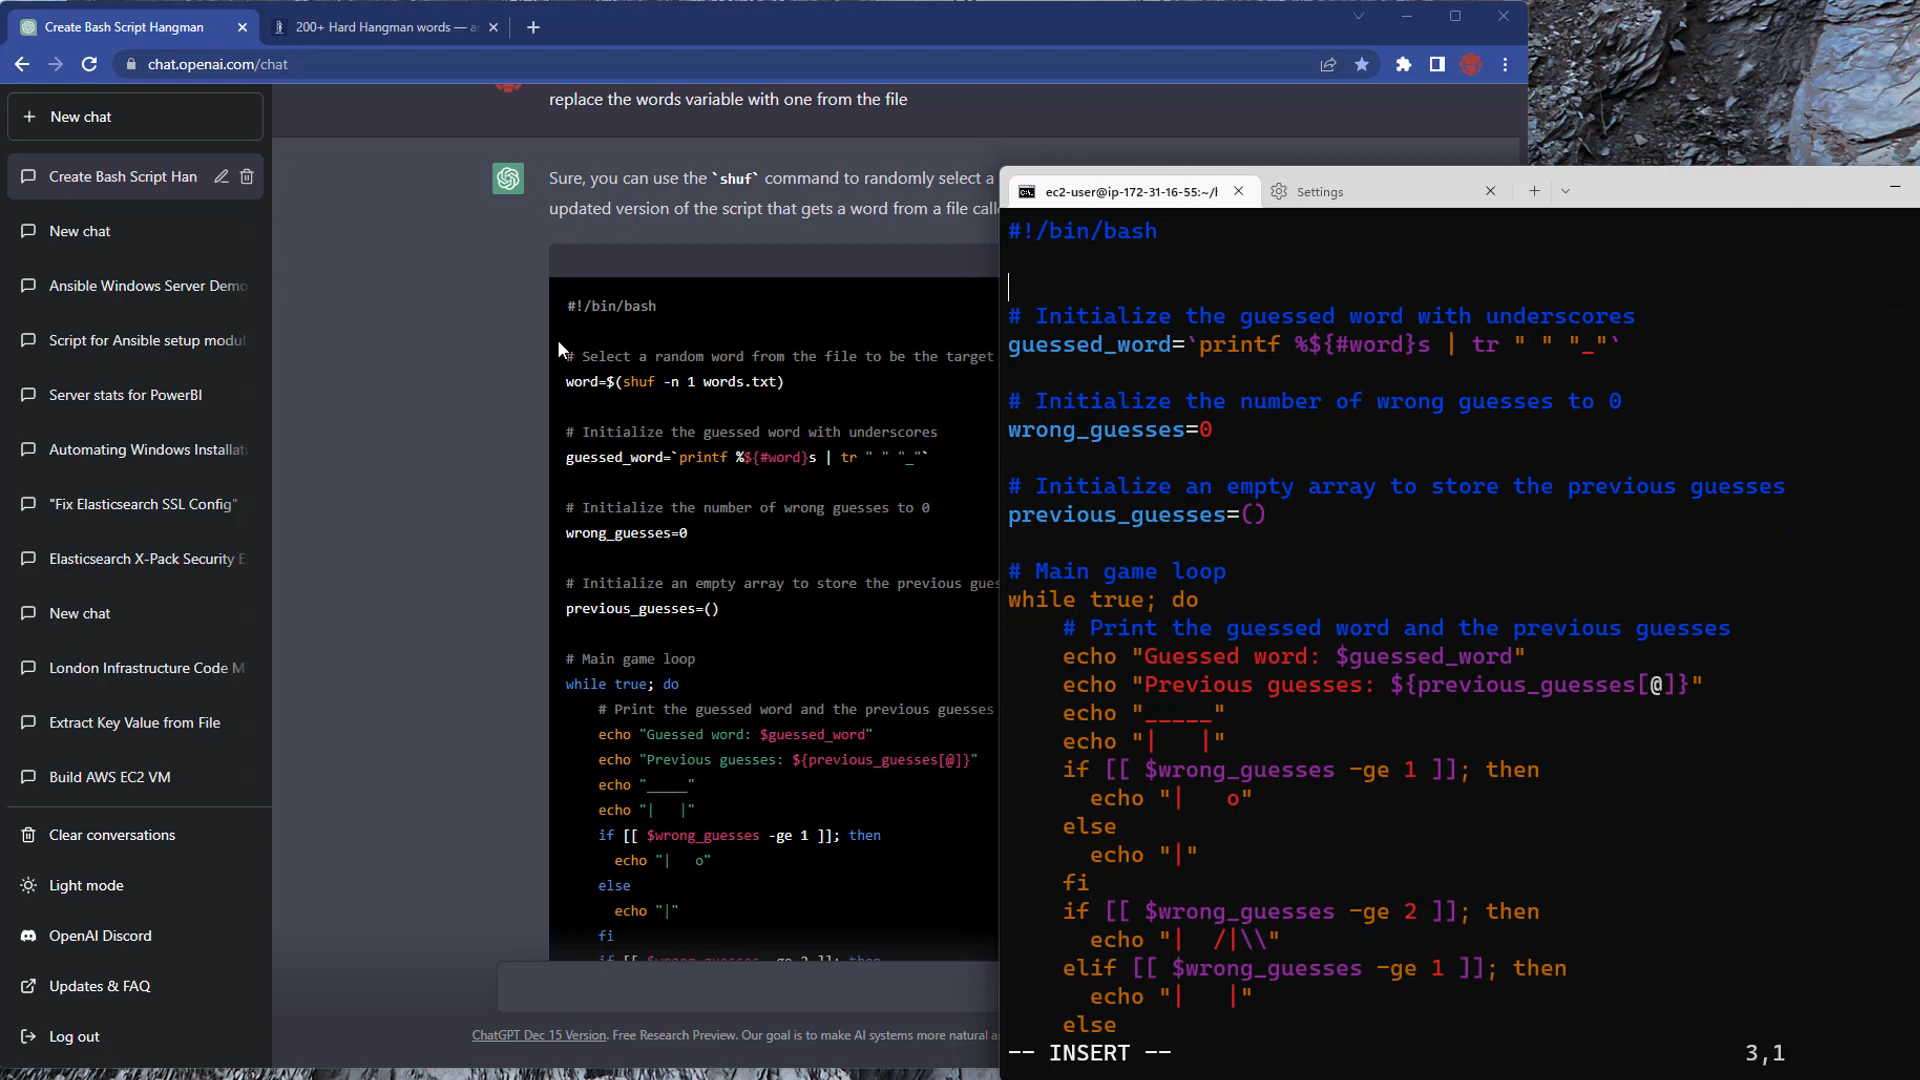 Create Bash Script Hangman
200+ Hard Hangman words — a
chat.openai.com/chat
New chat
Create Bash Script Han
New chat
Ansible Windows Server Demo
Script for Ansible setup modul
Server stats for PowerBI
Automating Windows Installati
"Fix Elasticsearch SSL Config"
Elasticsearch X-Pack Security E
New chat
London Infrastructure Code M
Extract Key Value from File
Build AWS EC2 VM
Clear conversations
Light mode
OpenAI Discord
Updates & FAQ
Log out
replace the words variable with one from the file
Sure, you can use the `shuf` command to randomly select a
updated version of the script that gets a word from a file calle
#!/bin/bash
# Select a random word from the file to be the target
word=$(shuf -n 1 words.txt)
# Initialize the guessed word with underscores
guessed_word=`printf %${#word}s | tr " " "_"`
# Initialize the number of wrong guesses to 0
wrong_guesses=0
# Initialize an empty array to store the previous gues
previous_guesses=()
# Main game loop
while true; do
# Print the guessed word and the previous guesses
echo "Guessed word: $guessed_word"
echo "Previous guesses: ${previous_guesses[@]}"
echo "_____"
echo "|   |"
if [[ $wrong_guesses -ge 1 ]]; then
echo "|   o"
else
echo "|"
fi
if [[ $wrong_guesses -ge 2 ]]; then
ChatGPT Dec 15 Version. Free Research Preview. Our goal is to make AI systems more natural a
ec2-user@ip-172-31-16-55:~/h
Settings
#!/bin/bash
# Initialize the guessed word with underscores
guessed_word=`printf %${#word}s | tr " " "_"`
# Initialize the number of wrong guesses to 0
wrong_guesses=0
# Initialize an empty array to store the previous guesses
previous_guesses=()
# Main game loop
while true; do
# Print the guessed word and the previous guesses
echo "Guessed word: $guessed_word"
echo "Previous guesses: ${previous_guesses[@]}"
echo "_____"
echo "|   |"
if [[ $wrong_guesses -ge 1 ]]; then
echo "|   o"
else
echo "|"
fi
if [[ $wrong_guesses -ge 2 ]]; then
echo "|  /|\\"
elif [[ $wrong_guesses -ge 1 ]]; then
echo "|   |"
else
-- INSERT --
3,1